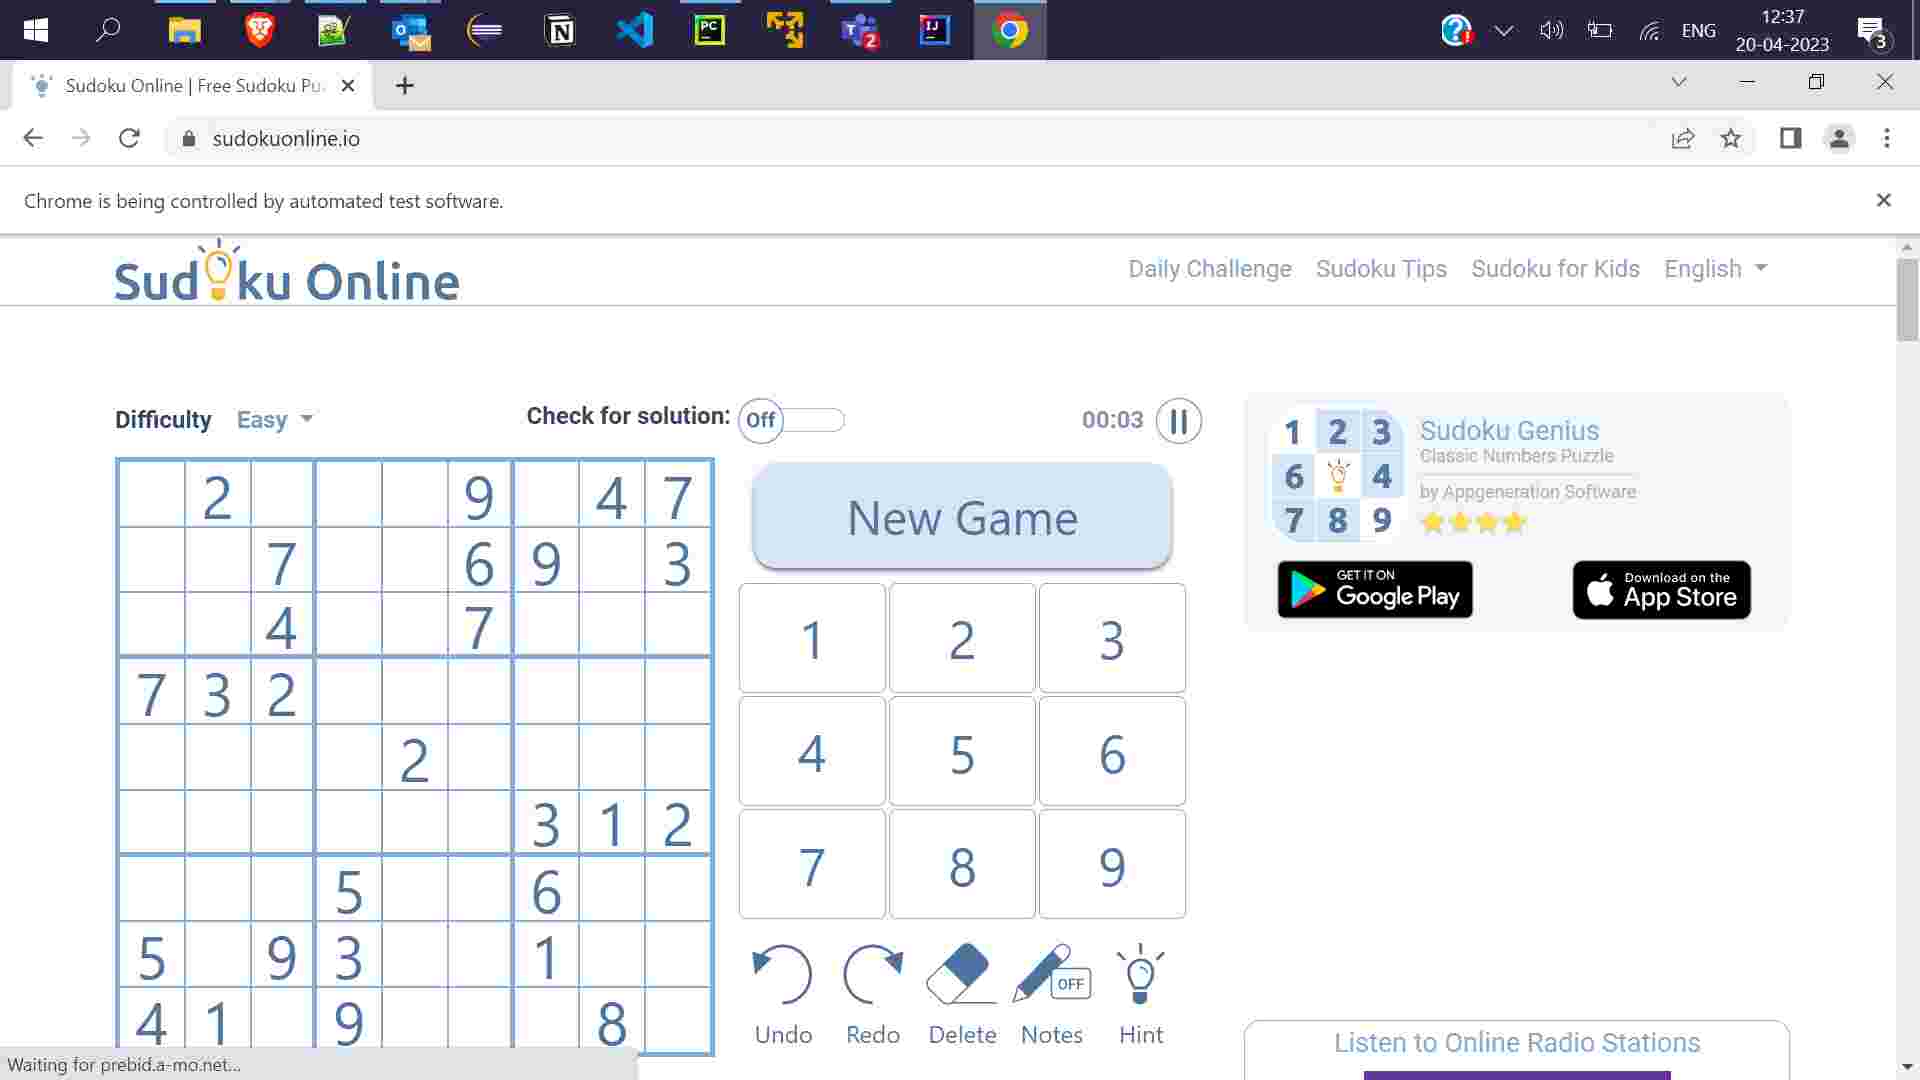 PC
2
IJ
ENG
12:37
20-04-2023
3
Sudoku Online | Free Sudoku Pu
sudokuonline.io
Chrome is being controlled by automated test software.
Sudoku Online
Daily Challenge Sudoku Tips Sudoku for Kids English
Difficulty Easy
Check for solution: Off
00:03
2 9 4 7
7 6 9 3
4 7
7 3 2
2
3 1 2
5 6
5 9 3 1
4 1 9 8
New Game
1 2 3
4 5 6
7 8 9
OFF
Undo Redo Delete Notes Hint
1 2 3
6 4
7 8 9
Sudoku Genius
Classic Numbers Puzzle
by Appgeneration Software
GET IT ON
Google Play
Download on the
App Store
Listen to Online Radio Stations
Waiting for prebid.a-mo.net...